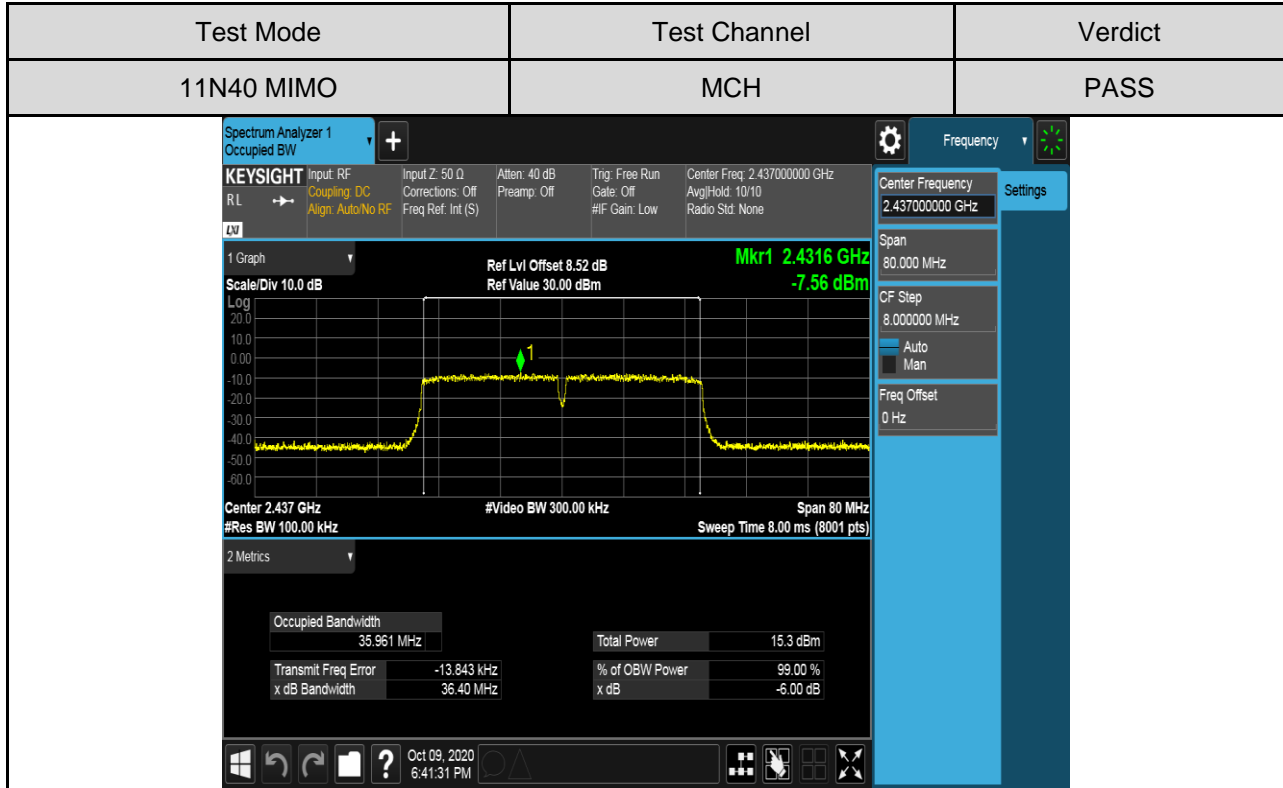 Test Mode Test Channel Verdict
11N40 MIMO MCH PASS
Spectrum Analyzer 1
Occupied BW
+
Frequency
KEYSIGHT Input: RF Input Z: 50 Ω Atten: 40 dB Trig: Free Run Center Freq: 2.437000000 GHz
RL Coupling: DC Corrections: Off Preamp: Off Gate: Off Avg|Hold: 10/10
Align: Auto/No RF Freq Ref: Int (S) #IF Gain: Low Radio Std: None
LXI
Center Frequency
2.437000000 GHz
Settings
Span
80.000 MHz
CF Step
8.000000 MHz
Auto
Man
Freq Offset
0 Hz
1 Graph Ref Lvl Offset 8.52 dB Mkr1 2.4316 GHz
Scale/Div 10.0 dB Ref Value 30.00 dBm -7.56 dBm
Log
20.0
10.0
0.00
-10.0
-20.0
-30.0
-40.0
-50.0
-60.0
1
Center 2.437 GHz #Video BW 300.00 kHz Span 80 MHz
#Res BW 100.00 kHz Sweep Time 8.00 ms (8001 pts)
2 Metrics
Occupied Bandwidth
35.961 MHz Total Power 15.3 dBm
Transmit Freq Error -13.843 kHz % of OBW Power 99.00 %
x dB Bandwidth 36.40 MHz x dB -6.00 dB
? Oct 09, 2020
6:41:31 PM